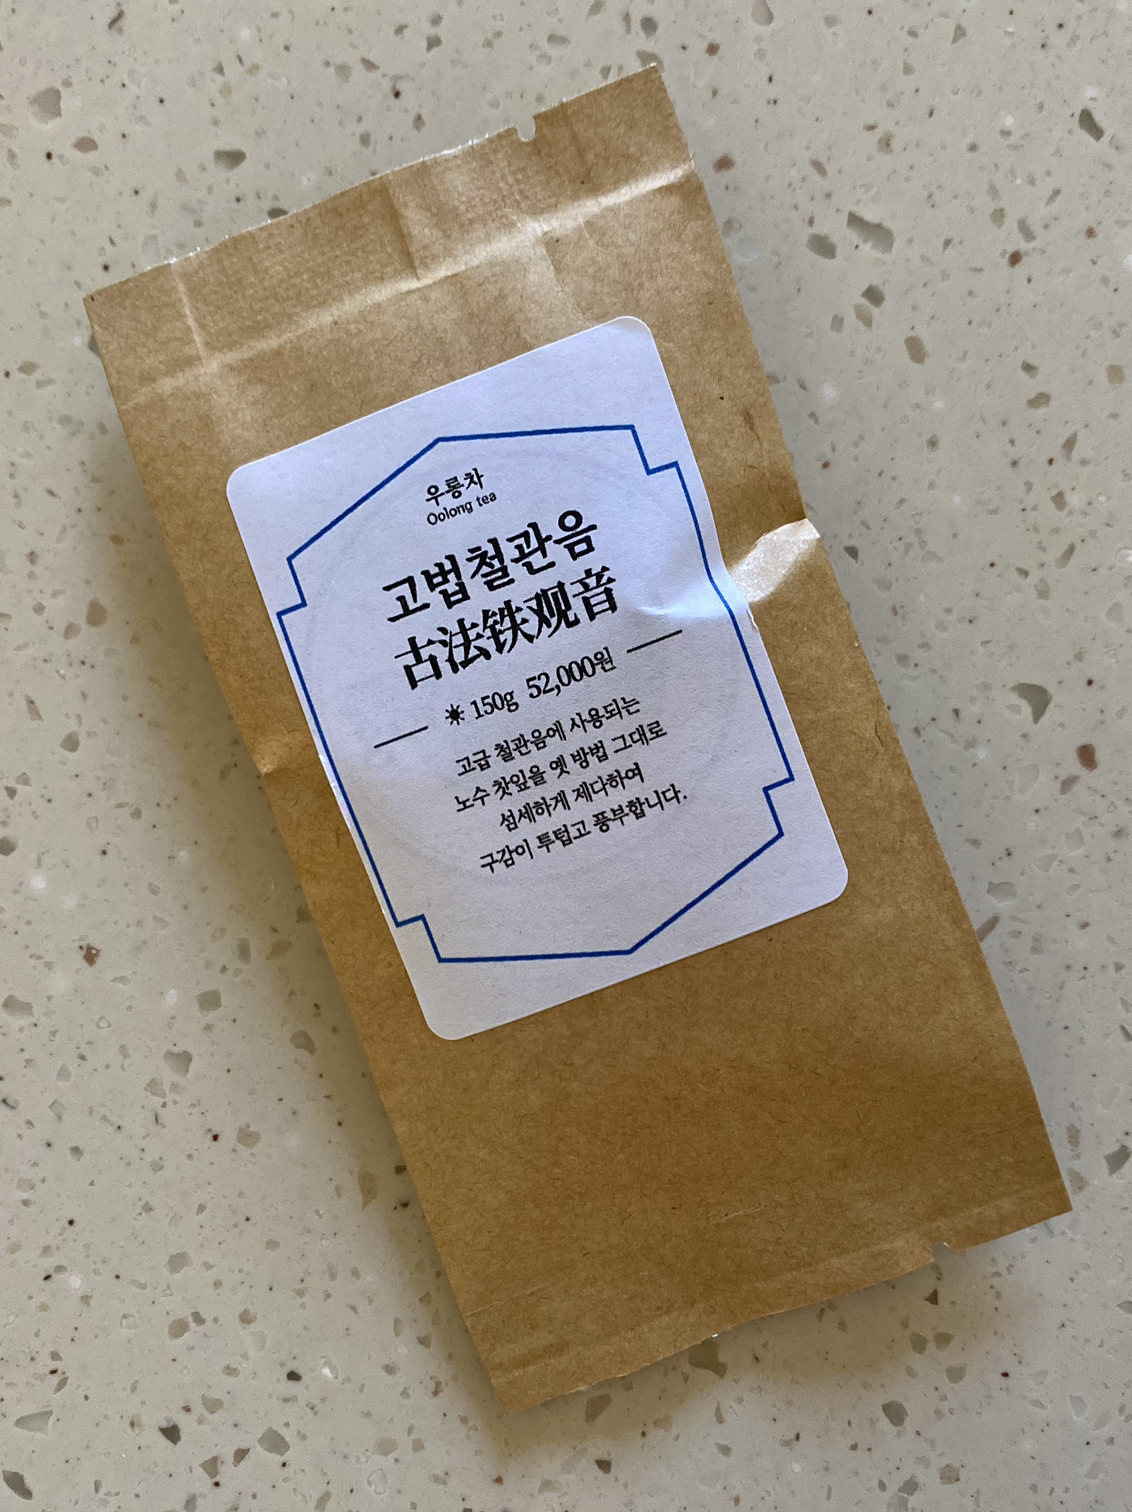 우롱차
Oolong tea
고법철관음
古法铁观音
150g 52,000원
고급 철관음에 사용되는
노수 찻잎을 옛 방법 그대로
섬세하게 제다하여
구감이 투텁고 풍부합니다.